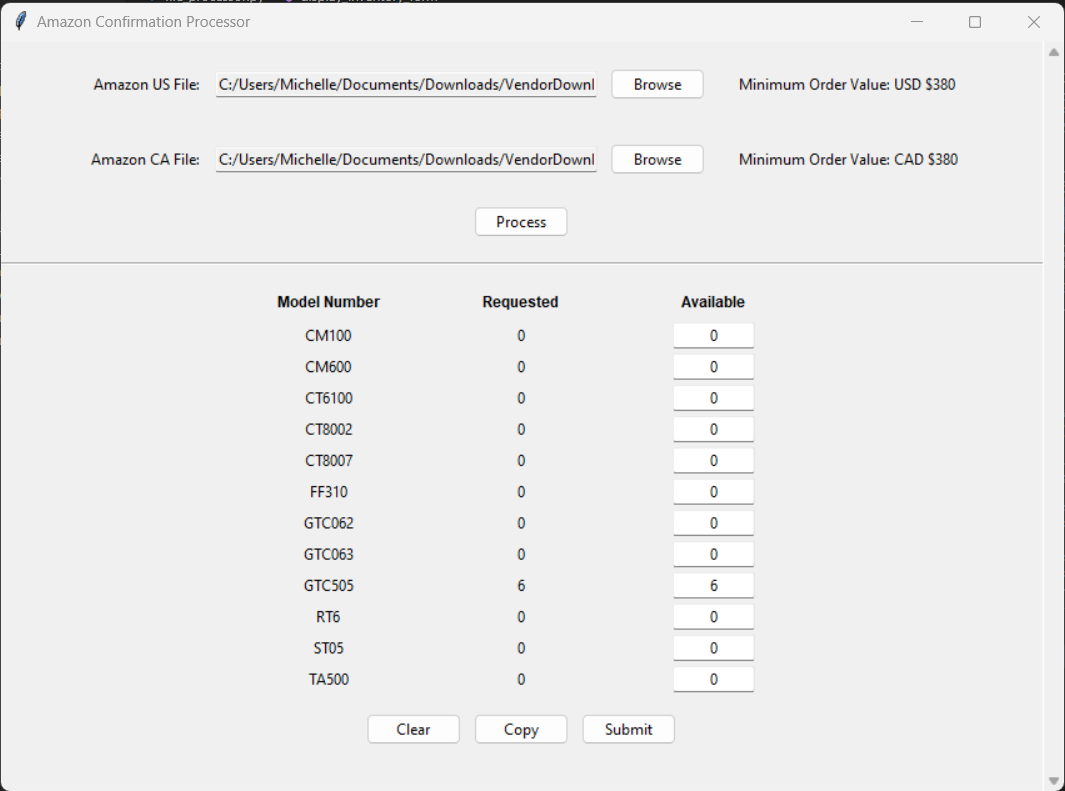 Amazon Confirmation Processor
Amazon US File: C:/Users/Michelle/Documents/Downloads/VendorDownl Browse Minimum Order Value: USD $380
Amazon CA File: C:/Users/Michelle/Documents/Downloads/VendorDownl Browse Minimum Order Value: CAD $380
Process
Model Number Requested Available
CM100 0 0
CM600 0 0
CT6100 0 0
CT8002 0 0
CT8007 0 0
FF310 0 0
GTC062 0 0
GTC063 0 0
GTC505 6 6
RT6 0 0
ST05 0 0
TA500 0 0
Clear Copy Submit